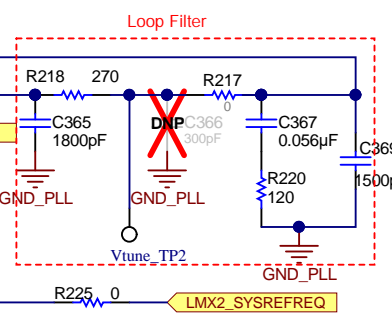 Loop Filter
R218 270
R217
0
C365
1800pF
DNP C366
300pF
C367
0.056µF
C369
1500p
R220
120
GND_PLL
GND_PLL
Vtune_TP2
GND_PLL
R225 0
LMX2_SYSREFREQ